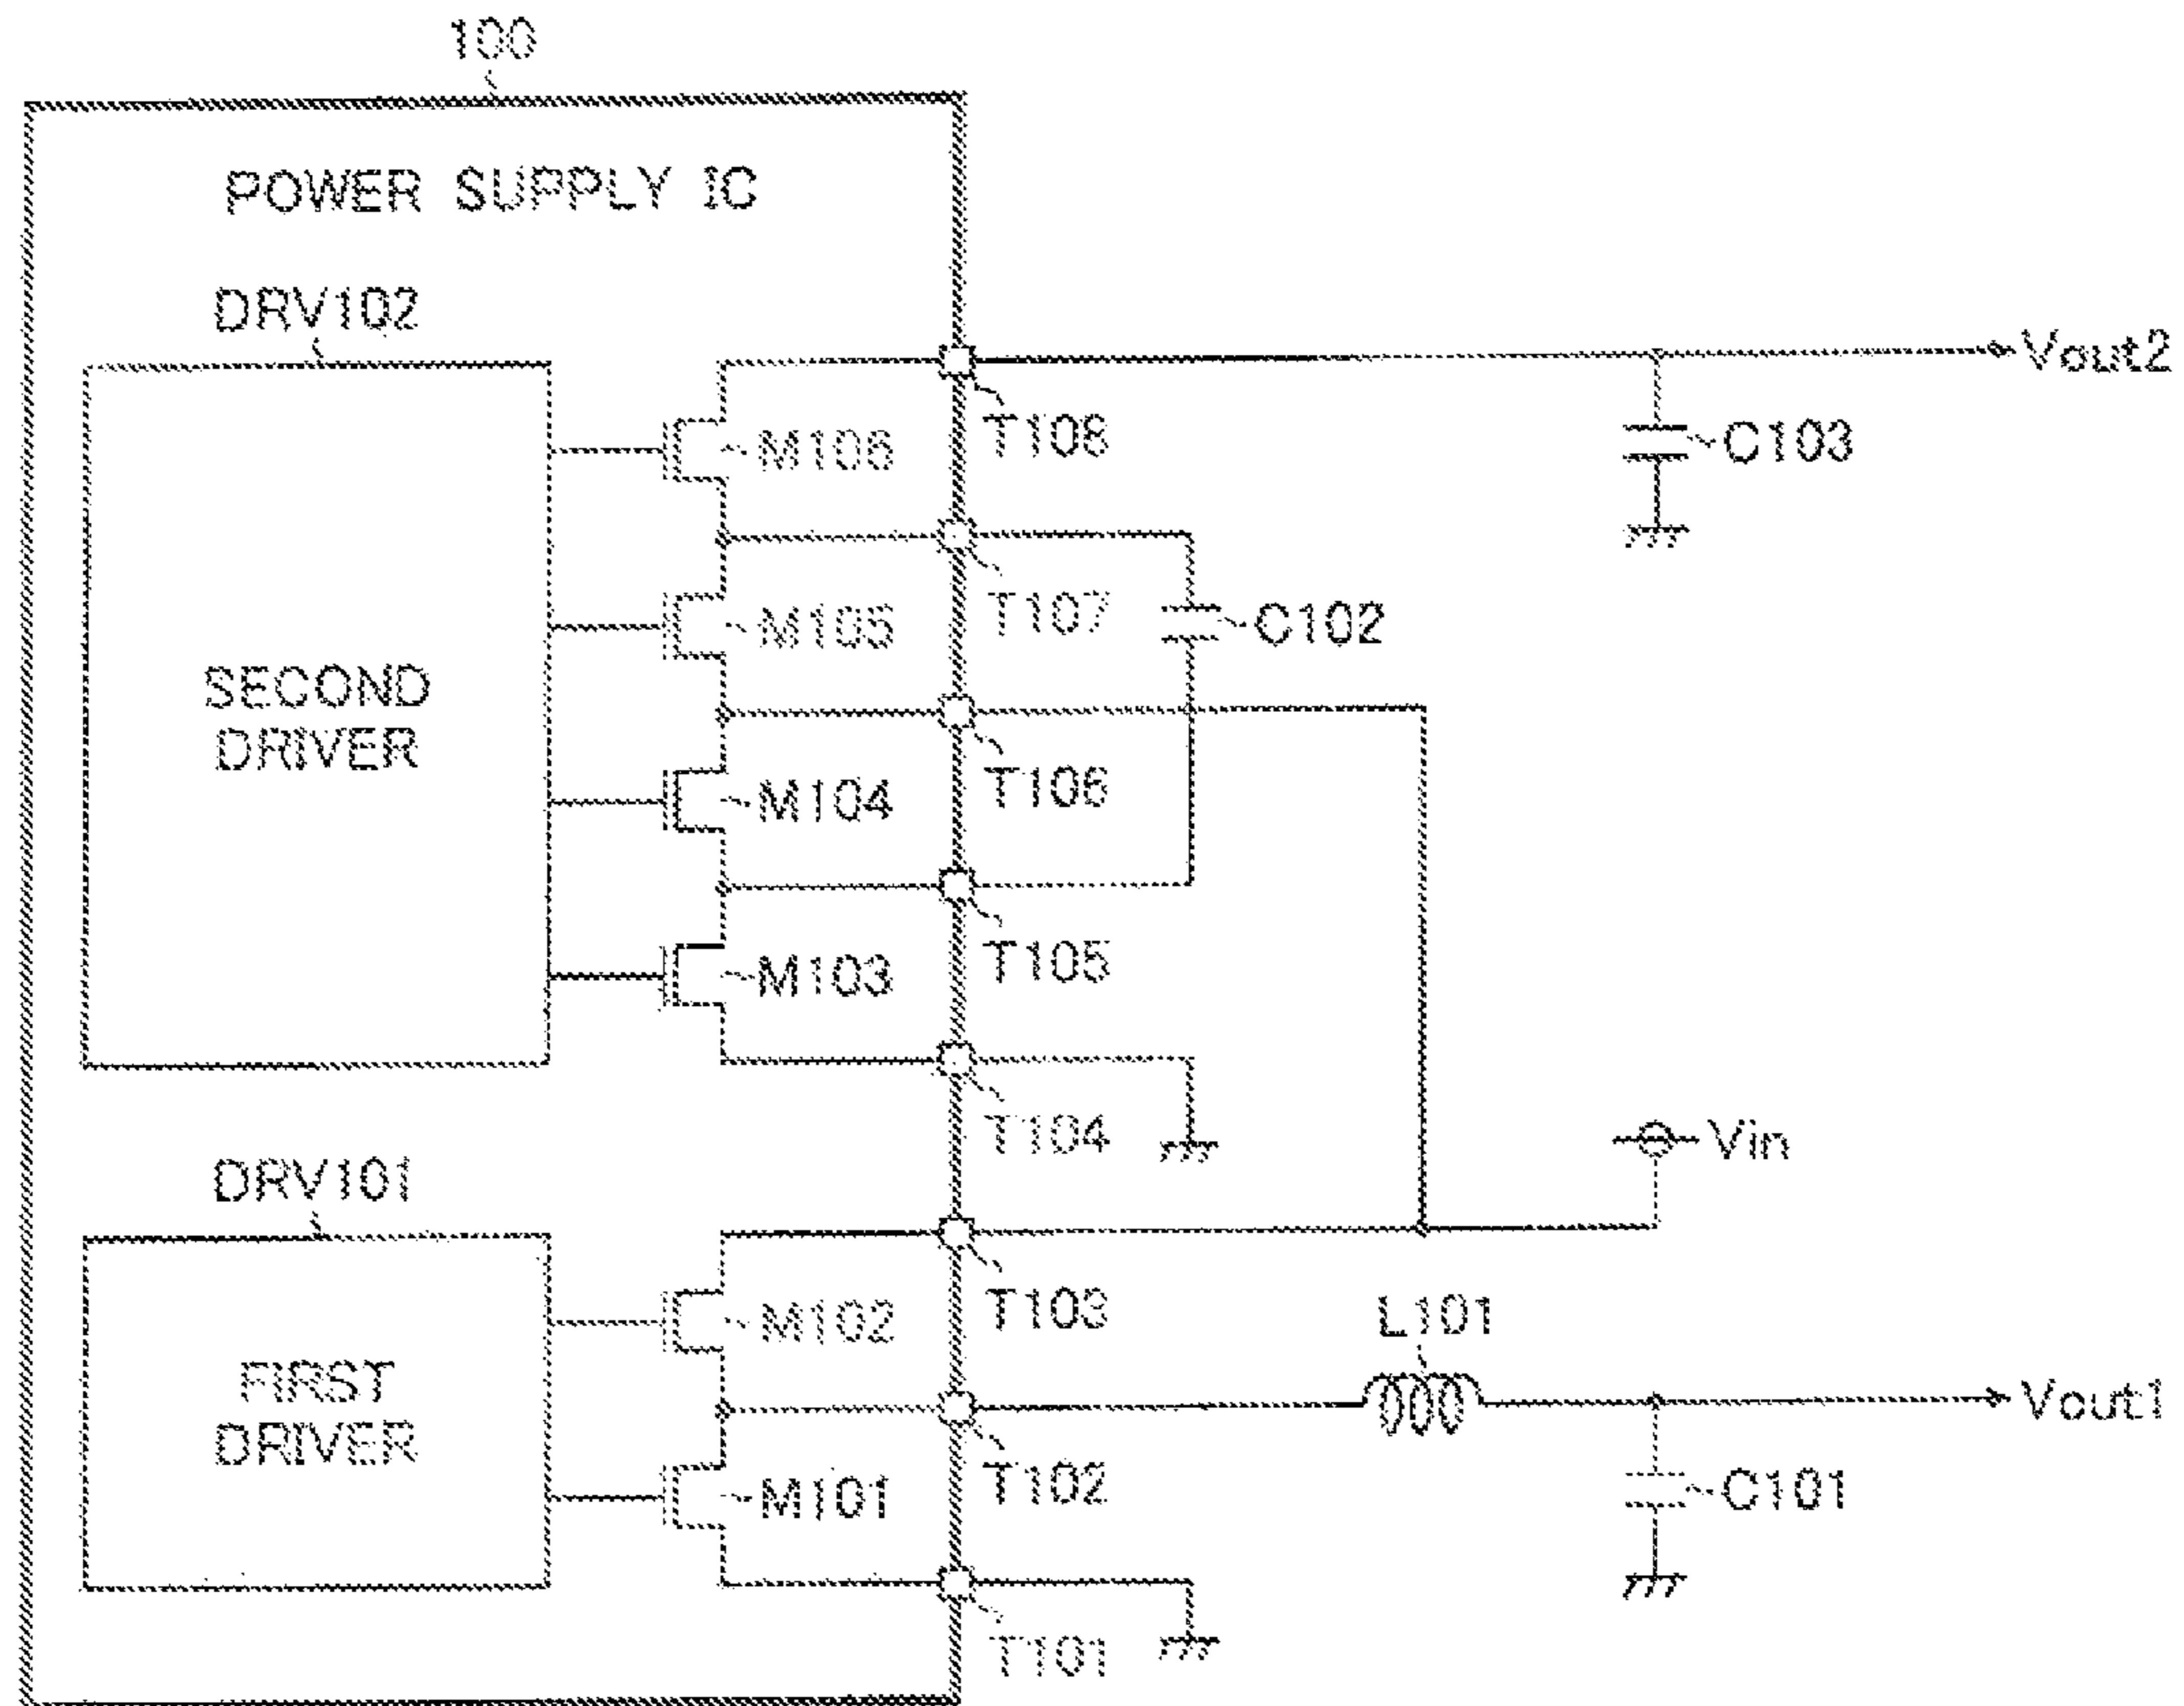 100
POWER SUPPLY IC
DRV102
Vout2
T108
M106
C103
T107
M105
C102
SECOND
DRIVER
T106
M104
T105
M103
T104
Vin
DRV101
T103
M102
L101
FIRST
DRIVER
Vout1
T102
M101
C101
T101